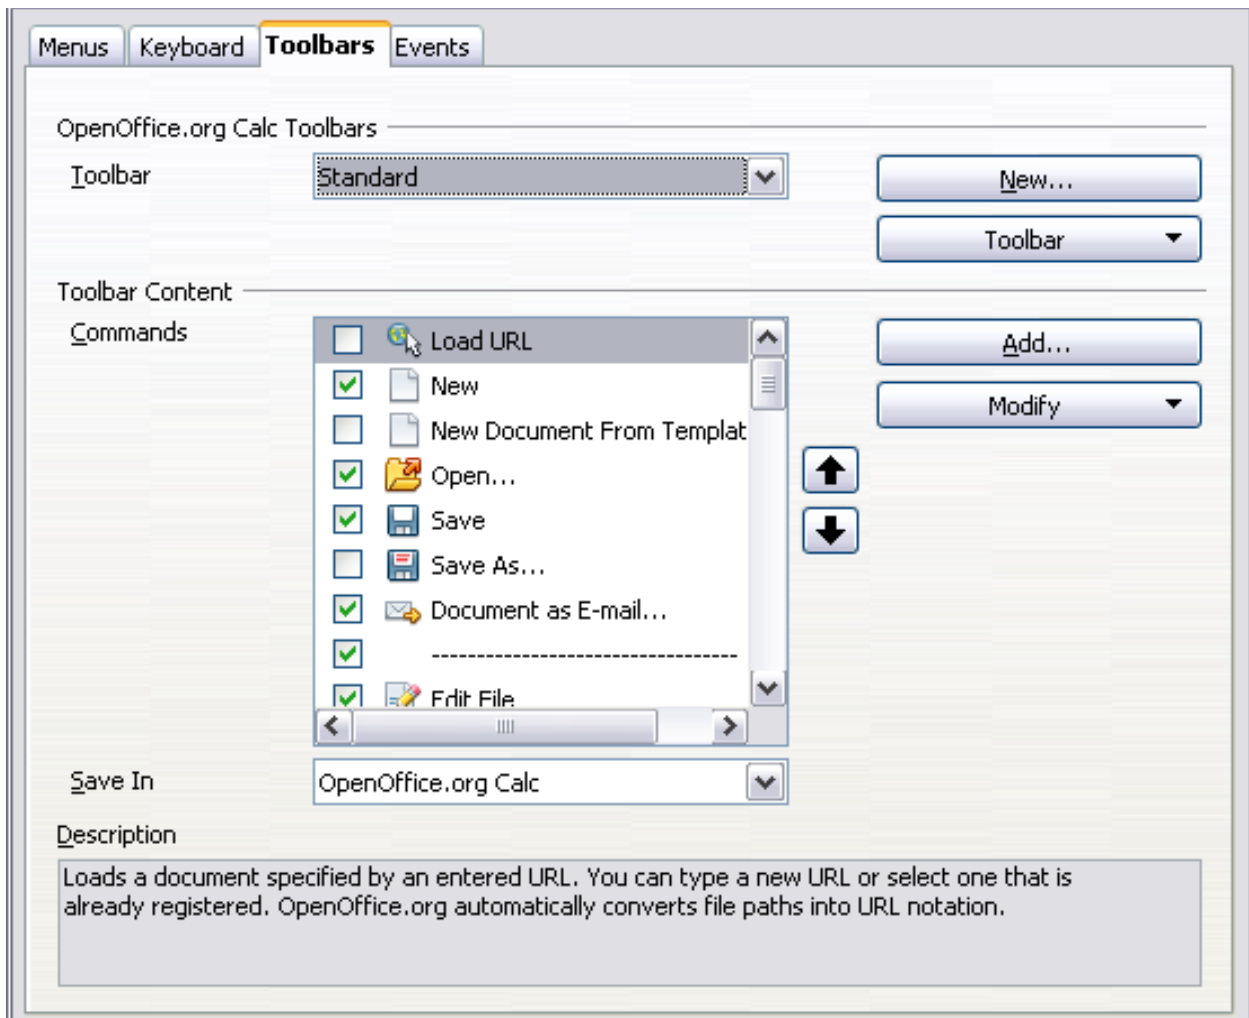 Menus Keyboard Toolbars Events
OpenOffice.org Calc Toolbars
Toolbar Standard New...
Toolbar
Toolbar Content
Commands Load URL Add...
New
Modify
New Document From Templat
Open...
Save
Save As...
Document as E-mail...
----------------------------------
Edit File
Save In OpenOffice.org Calc
Description
Loads a document specified by an entered URL. You can type a new URL or select one that is
already registered. OpenOffice.org automatically converts file paths into URL notation.